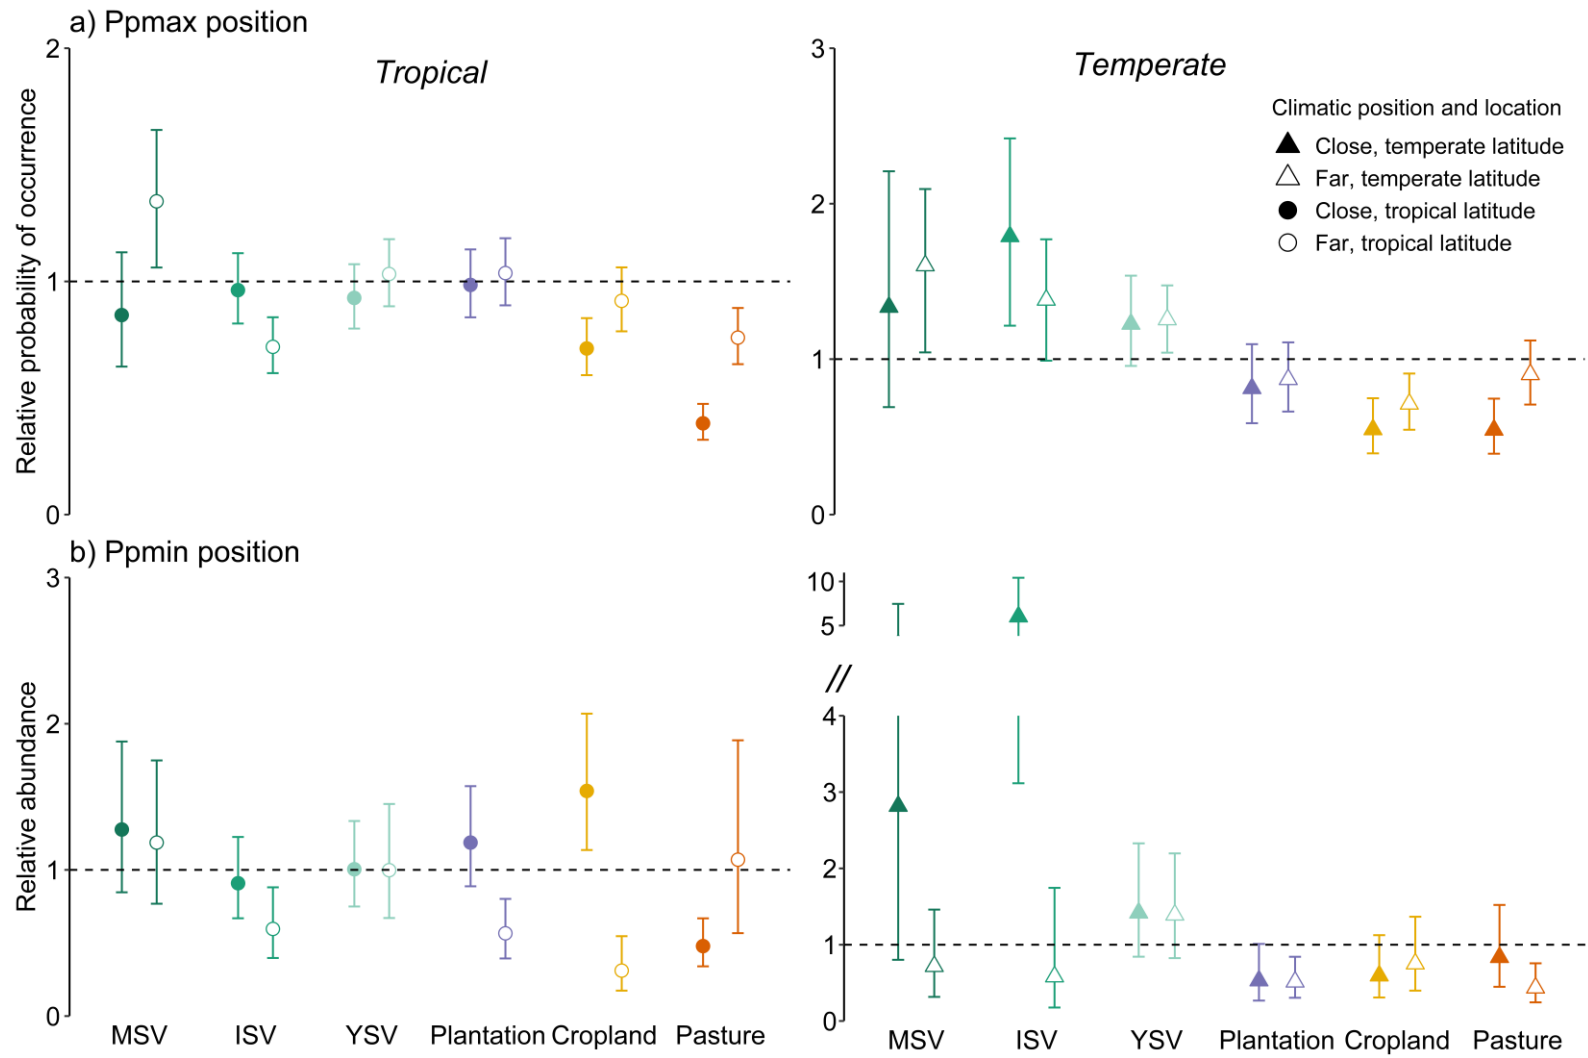 a) Ppmax position
Tropical
Temperate
Relative probability of occurrence
2
1
0
3
2
1
0
Climatic position and location
Close, temperate latitude
Far, temperate latitude
Close, tropical latitude
Far, tropical latitude
b) Ppmin position
Relative abundance
3
2
1
0
10
5
//
4
3
2
1
0
MSV ISV YSV Plantation Cropland Pasture
MSV ISV YSV Plantation Cropland Pasture